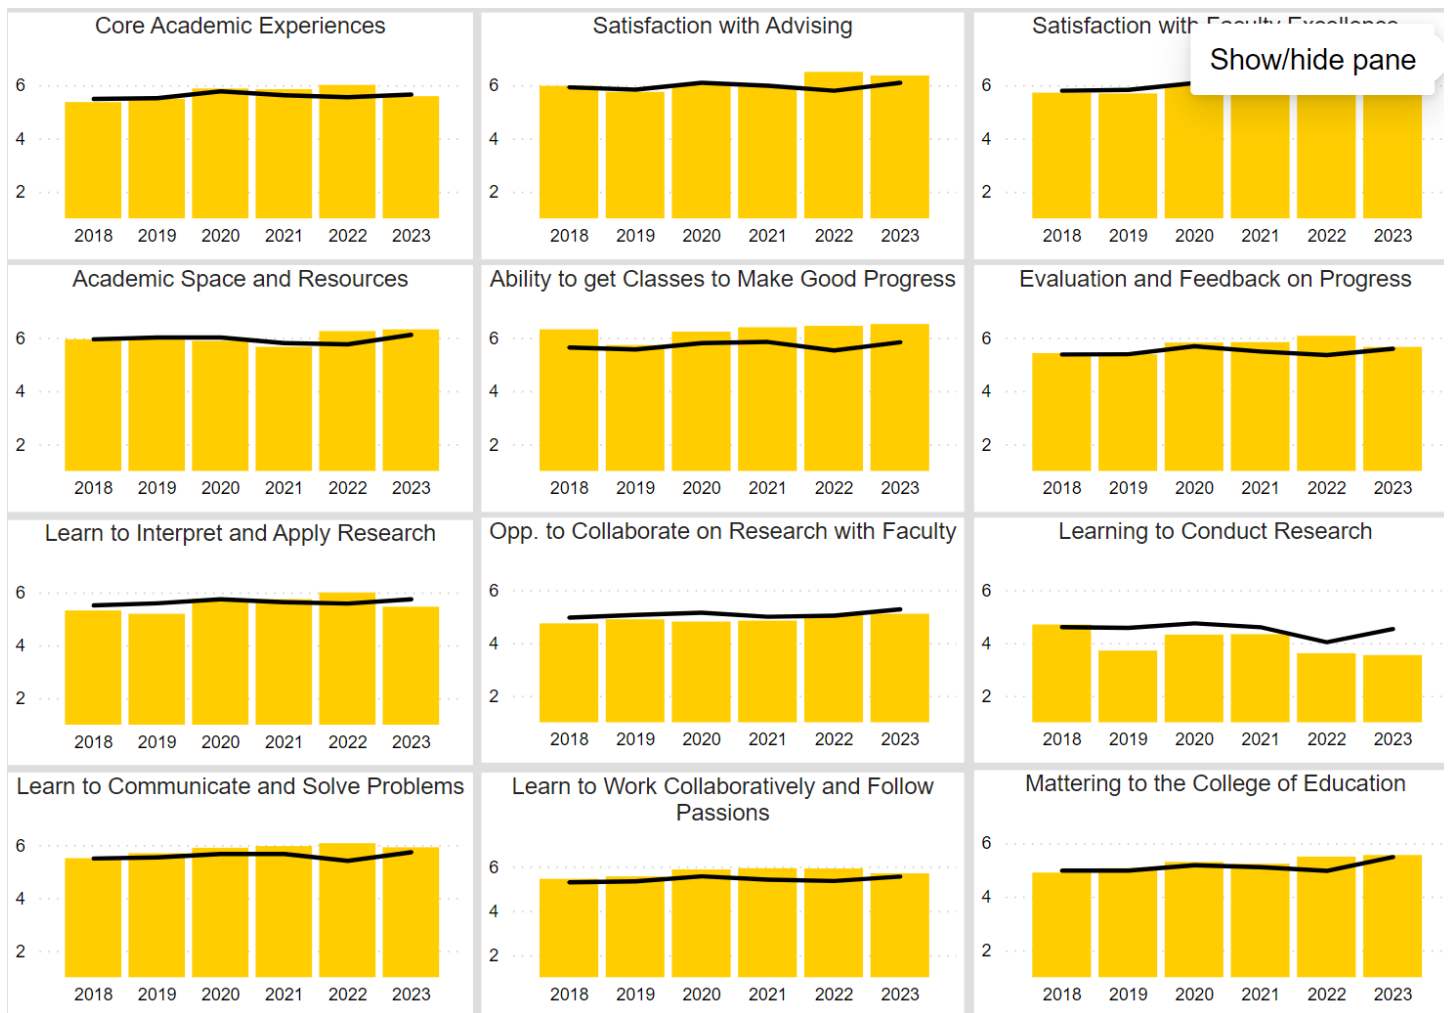 Core Academic Experiences
6
4
2
2018 2019 2020 2021 2022 2023
Satisfaction with Advising
6
4
2
2018 2019 2020 2021 2022 2023
Satisfaction with Faculty Excellence
Show/hide pane
6
4
2
2018 2019 2020 2021 2022 2023
Academic Space and Resources
6
4
2
2018 2019 2020 2021 2022 2023
Ability to get Classes to Make Good Progress
6
4
2
2018 2019 2020 2021 2022 2023
Evaluation and Feedback on Progress
6
4
2
2018 2019 2020 2021 2022 2023
Learn to Interpret and Apply Research
6
4
2
2018 2019 2020 2021 2022 2023
Opp. to Collaborate on Research with Faculty
6
4
2
2018 2019 2020 2021 2022 2023
Learning to Conduct Research
6
4
2
2018 2019 2020 2021 2022 2023
Learn to Communicate and Solve Problems
6
4
2
2018 2019 2020 2021 2022 2023
Learn to Work Collaboratively and Follow
Passions
6
4
2
2018 2019 2020 2021 2022 2023
Mattering to the College of Education
6
4
2
2018 2019 2020 2021 2022 2023